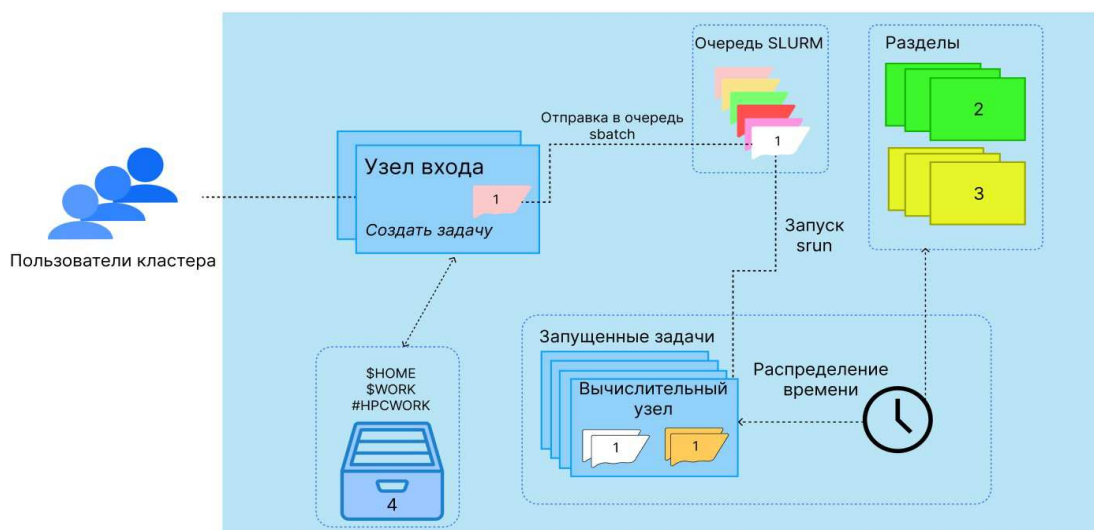 Пользователи кластера
Узел входа
1
Создать задачу
$HOME
$WORK
#HPCWORK
4
Отправка в очередь
sbatch
Очередь SLURM
1
Запуск
srun
Разделы
2
3
Запущенные задачи
Вычислительный
узел
1
1
Распределение
времени